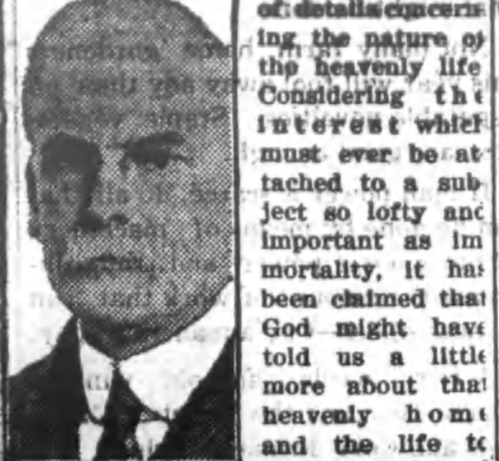 of details concern
ing the nature of
the heavenly life
Considering the
interest which
must ever be at
tached to a sub
ject so lofty and
important as im
mortality, it has
been claimed that
God might have
told us a little
more about that
heavenly home
and the life to